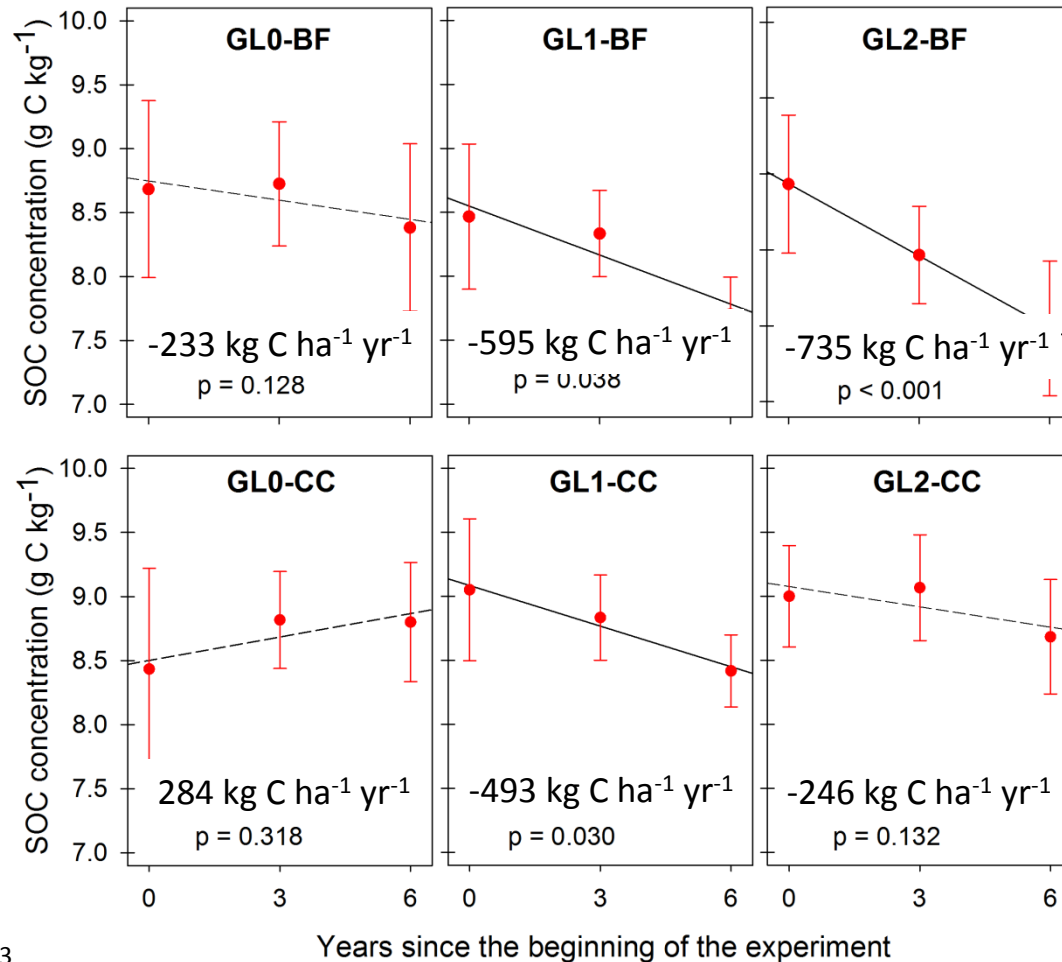 GL0-BF
GL1-BF
GL2-BF
SOC concentration (g C kg⁻¹)
10.0
9.5
9.0
8.5
8.0
7.5
7.0
-233 kg C ha⁻¹ yr⁻¹
p = 0.128
-595 kg C ha⁻¹ yr⁻¹
p = 0.038
-735 kg C ha⁻¹ yr⁻¹
p < 0.001
GL0-CC
GL1-CC
GL2-CC
SOC concentration (g C kg⁻¹)
10.0
9.5
9.0
8.5
8.0
7.5
7.0
284 kg C ha⁻¹ yr⁻¹
p = 0.318
-493 kg C ha⁻¹ yr⁻¹
p = 0.030
-246 kg C ha⁻¹ yr⁻¹
p = 0.132
0 3 6
0 3 6
0 3 6
Years since the beginning of the experiment
3